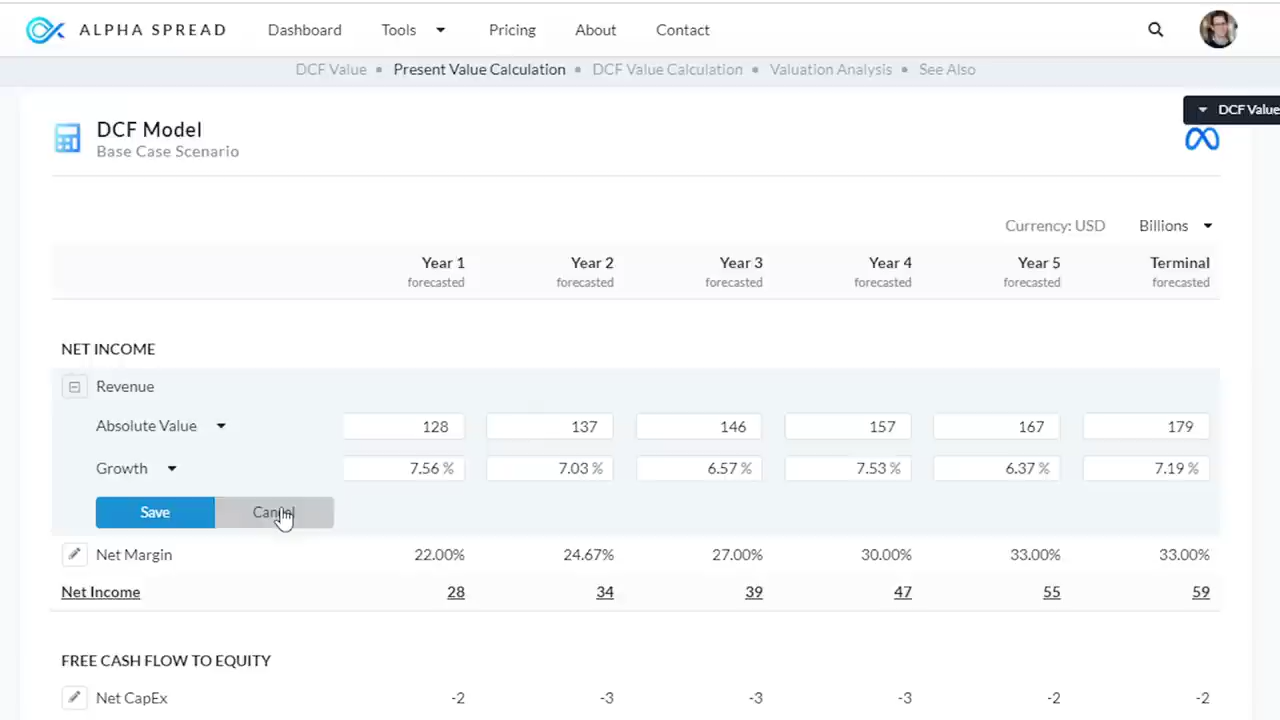 ALPHA SPREAD Dashboard Tools Pricing About Contact
DCF Value Present Value Calculation DCF Value Calculation Valuation Analysis See Also
DCF Value
DCF Model
Base Case Scenario
Currency: USD Billions
Year 1 Year 2 Year 3 Year 4 Year 5 Terminal
forecasted forecasted forecasted forecasted forecasted forecasted
NET INCOME
Revenue
Absolute Value 128 137 146 157 167 179
Growth 7.56 % 7.03 % 6.57 % 7.53 % 6.37 % 7.19 %
Save Cancel
Net Margin 22.00% 24.67% 27.00% 30.00% 33.00% 33.00%
Net Income 28 34 39 47 55 59
FREE CASH FLOW TO EQUITY
Net CapEx -2 -3 -3 -3 -2 -2